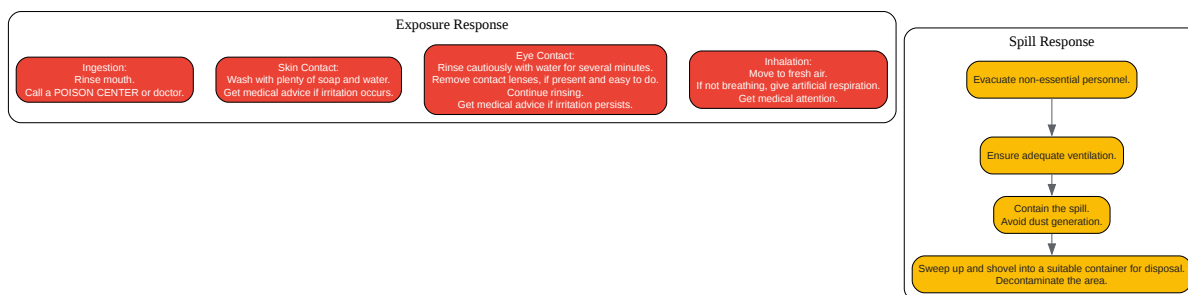 Exposure Response
Ingestion:
Rinse mouth.
Call a POISON CENTER or doctor.
Skin Contact:
Wash with plenty of soap and water.
Get medical advice if irritation occurs.
Eye Contact:
Rinse cautiously with water for several minutes.
Remove contact lenses, if present and easy to do.
Continue rinsing.
Get medical advice if irritation persists.
Inhalation:
Move to fresh air.
If not breathing, give artificial respiration.
Get medical attention.
Spill Response
Evacuate non-essential personnel.
Ensure adequate ventilation.
Contain the spill.
Avoid dust generation.
Sweep up and shovel into a suitable container for disposal.
Decontaminate the area.